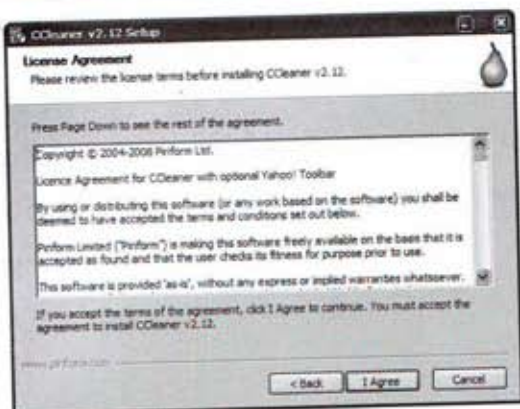 CCleaner v2.12 Setup
License Agreement
Please review the license terms before installing CCleaner v2.12.
Press Page Down to see the rest of the agreement.
Copyright © 2004-2008 Piriform Ltd.
Licence Agreement for CCleaner with optional Yahoo! Toolbar
By using or distributing this software (or any work based on the software) you shall be
deemed to have accepted the terms and conditions set out below.
Piriform Limited ("Piriform") is making this software freely available on the basis that it is
accepted as found and that the user checks its fitness for purpose prior to use.
This software is provided 'as-is', without any express or implied warranties whatsoever.
If you accept the terms of the agreement, click I Agree to continue. You must accept the
agreement to install CCleaner v2.12.
www.piriform.com
< Back
I Agree
Cancel